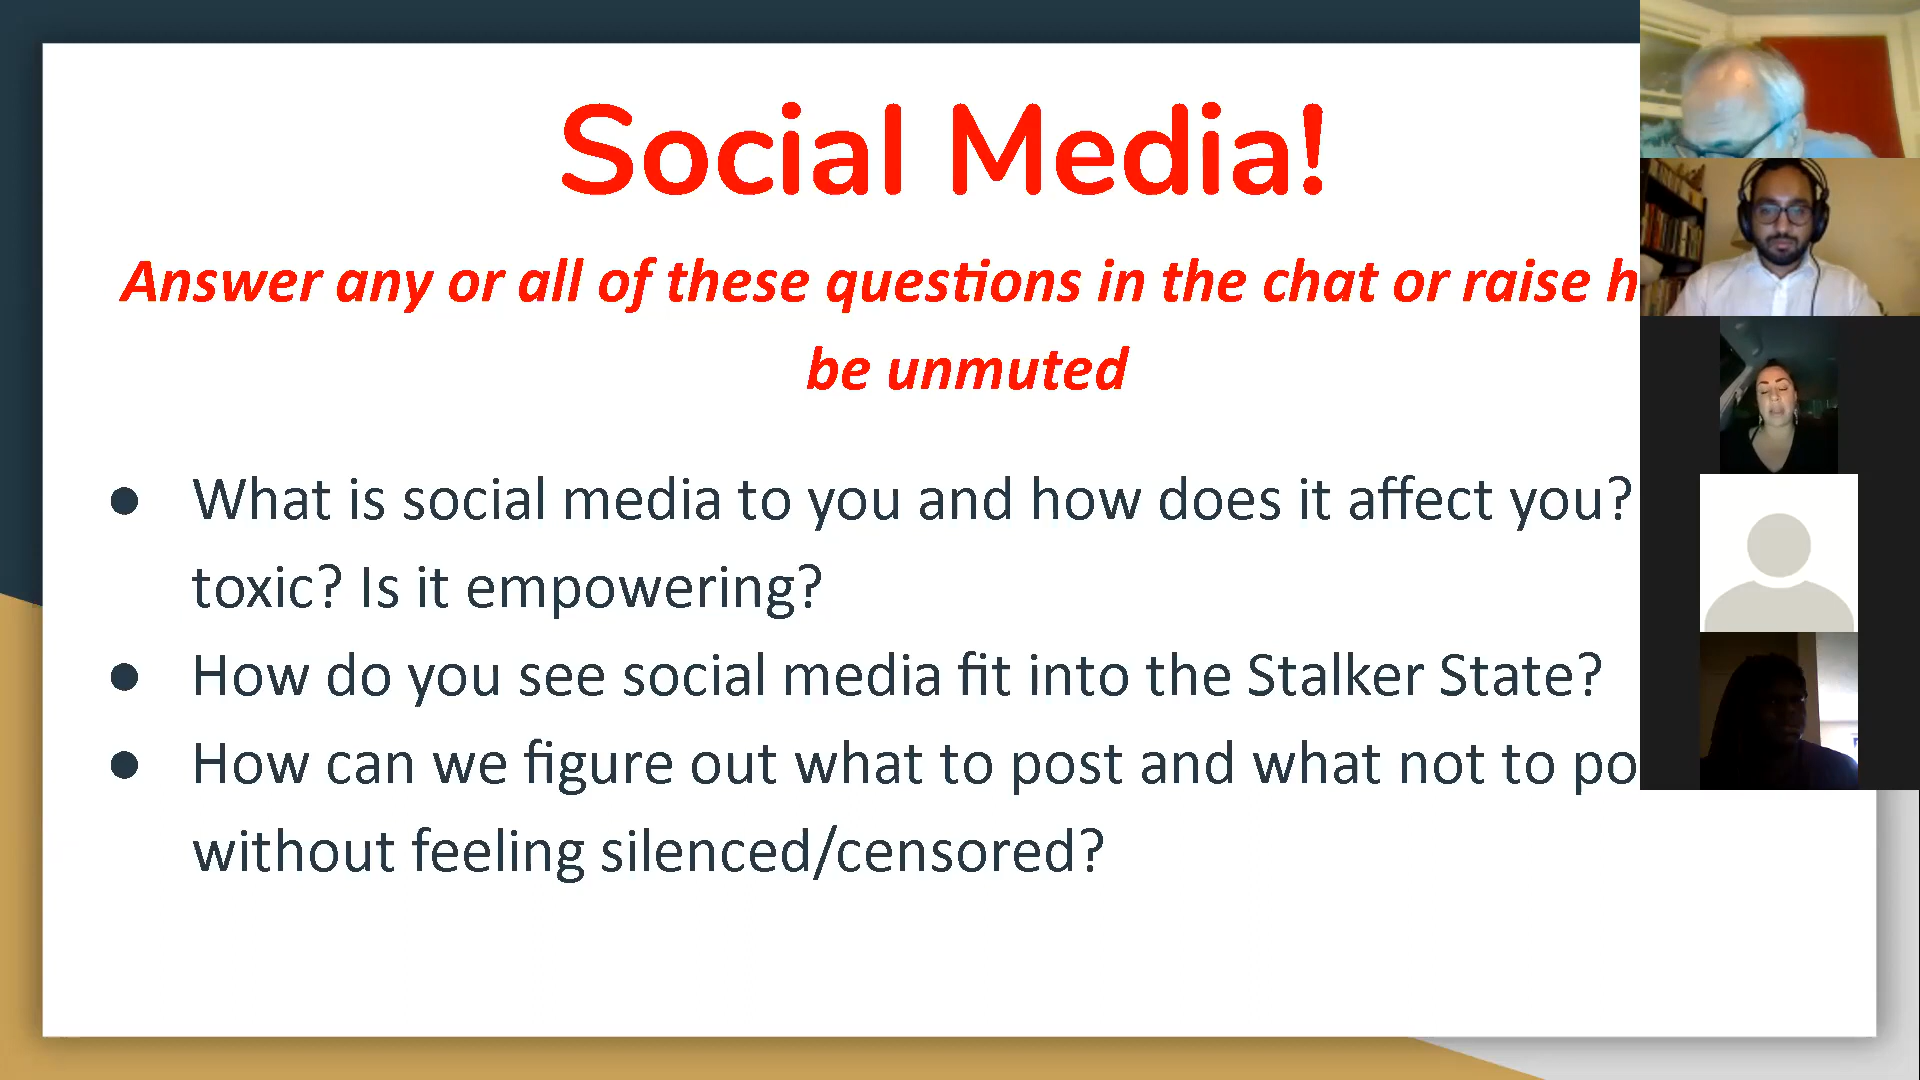 Social Media!
Answer any or all of these questions in the chat or raise h
be unmuted
● What is social media to you and how does it affect you?
toxic? Is it empowering?
● How do you see social media fit into the Stalker State?
● How can we figure out what to post and what not to po
without feeling silenced/censored?